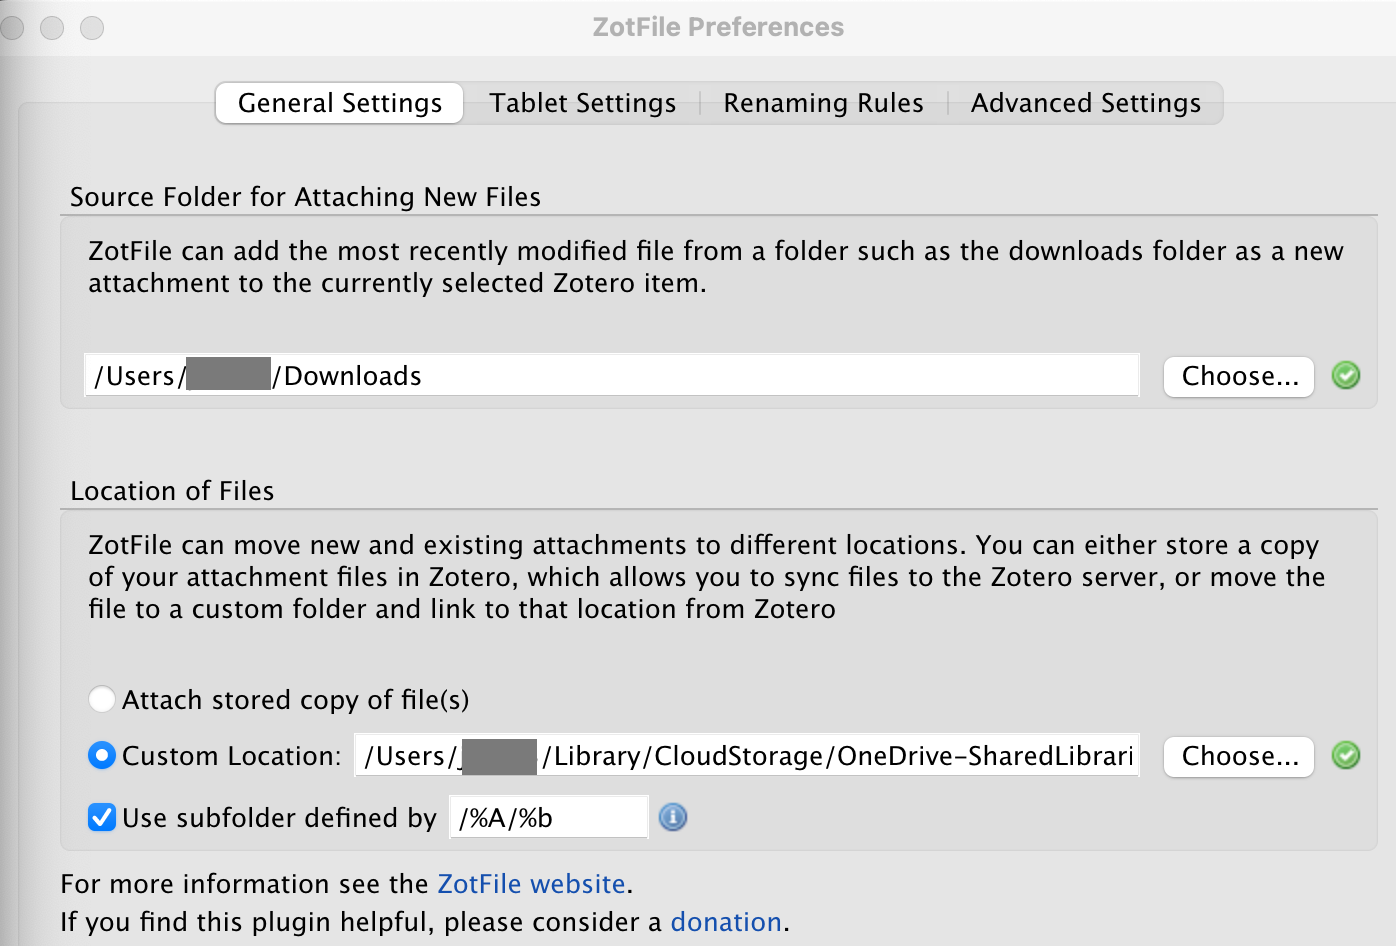 ZotFile Preferences
General Settings Tablet Settings Renaming Rules Advanced Settings
Source Folder for Attaching New Files
ZotFile can add the most recently modified file from a folder such as the downloads folder as a new
attachment to the currently selected Zotero item.
/Users/ /Downloads Choose...
Location of Files
ZotFile can move new and existing attachments to different locations. You can either store a copy
of your attachment files in Zotero, which allows you to sync files to the Zotero server, or move the
file to a custom folder and link to that location from Zotero
Attach stored copy of file(s)
Custom Location: /Users/ /Library/CloudStorage/OneDrive-SharedLibrari Choose...
Use subfolder defined by /%A/%b
For more information see the ZotFile website.
If you find this plugin helpful, please consider a donation.